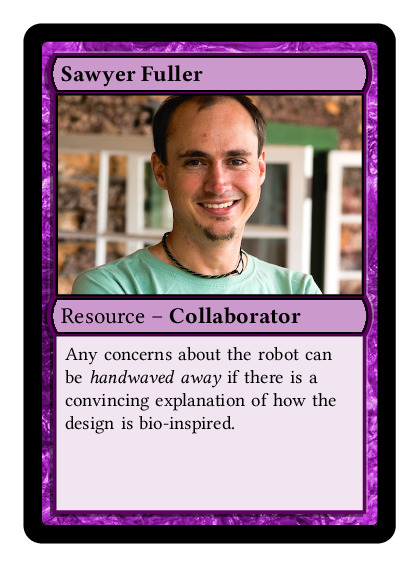 Sawyer Fuller
Resource – Collaborator
Any concerns about the robot can
be handwaved away if there is a
convincing explanation of how the
design is bio-inspired.